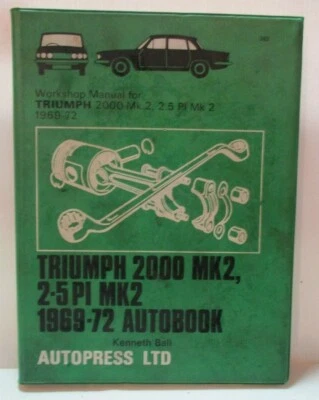 Workshop Manual for
TRIUMPH 2000 Mk.2, 2.5 PI Mk 2
1969-72
TRIUMPH 2000 MK2,
2·5 PI MK2
1969-72 AUTOBOOK
Kenneth Ball
AUTOPRESS LTD